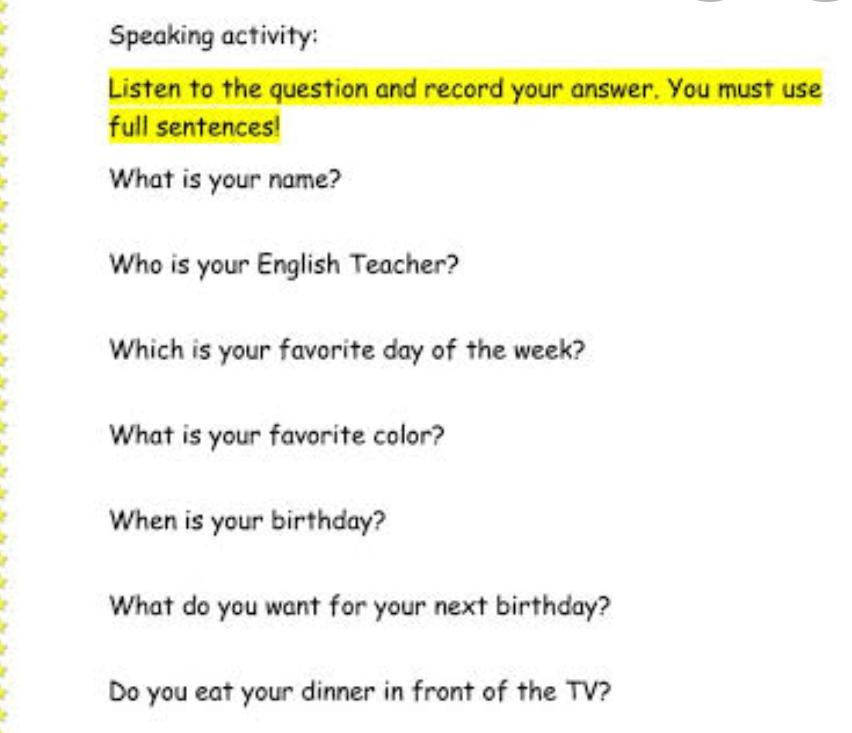 Speaking activity:
Listen to the question and record your answer. You must use
full sentences!
What is your name?
Who is your English Teacher?
Which is your favorite day of the week?
What is your favorite color?
When is your birthday?
What do you want for your next birthday?
Do you eat your dinner in front of the TV?